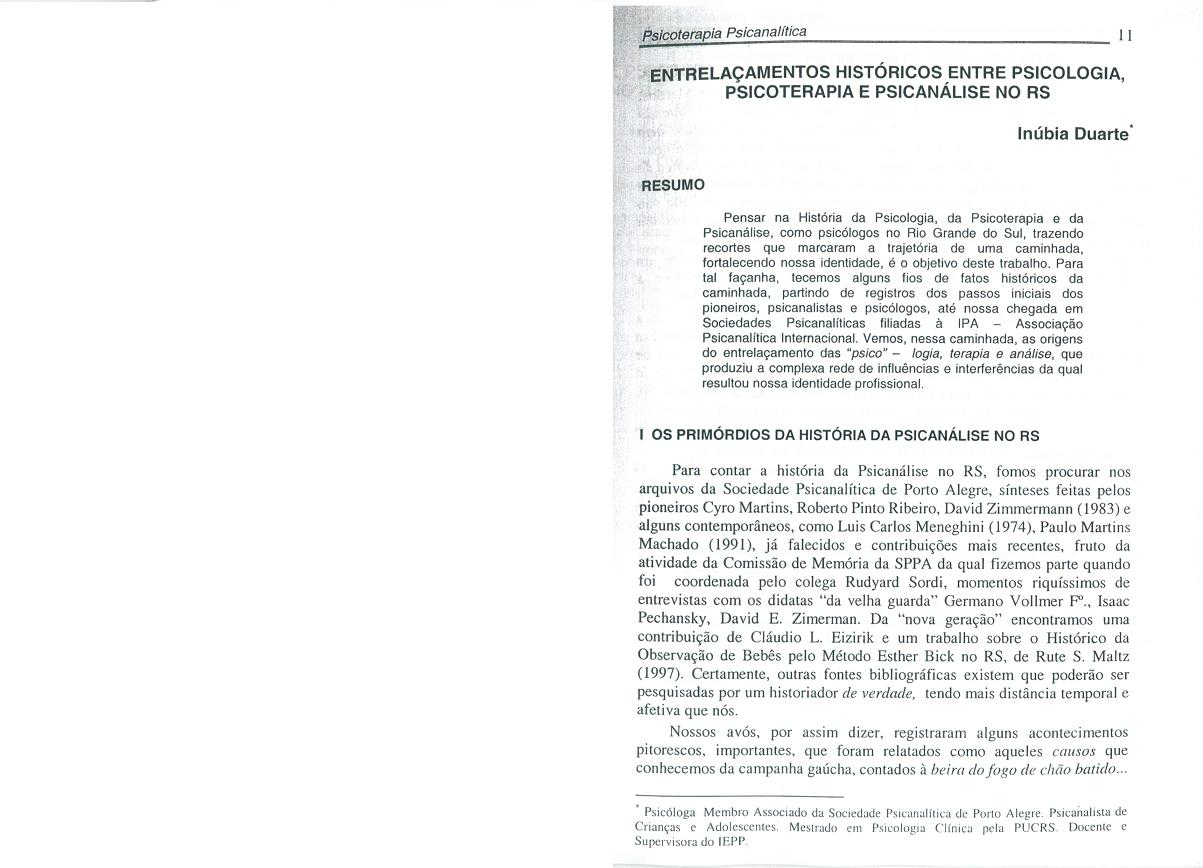 Psicoterapia Psicanalítica 11
ENTRELAÇAMENTOS HISTÓRICOS ENTRE PSICOLOGIA,
PSICOTERAPIA E PSICANÁLISE NO RS
Inúbia Duarte*
RESUMO
Pensar na História da Psicologia, da Psicoterapia e da
Psicanálise, como psicólogos no Rio Grande do Sul, trazendo
recortes que marcaram a trajetória de uma caminhada,
fortalecendo nossa identidade, é o objetivo deste trabalho. Para
tal façanha, tecemos alguns fios de fatos históricos da
caminhada, partindo de registros dos passos iniciais dos
pioneiros, psicanalistas e psicólogos, até nossa chegada em
Sociedades Psicanalíticas filiadas à IPA – Associação
Psicanalítica Internacional. Vemos, nessa caminhada, as origens
do entrelaçamento das "psico" – logia, terapia e análise, que
produziu a complexa rede de influências e interferências da qual
resultou nossa identidade profissional.
I OS PRIMÓRDIOS DA HISTÓRIA DA PSICANÁLISE NO RS
Para contar a história da Psicanálise no RS, fomos procurar nos
arquivos da Sociedade Psicanalítica de Porto Alegre, sínteses feitas pelos
pioneiros Cyro Martins, Roberto Pinto Ribeiro, David Zimmermann (1983) e
alguns contemporâneos, como Luis Carlos Meneghini (1974), Paulo Martins
Machado (1991), já falecidos e contribuições mais recentes, fruto da
atividade da Comissão de Memória da SPPA da qual fizemos parte quando
foi coordenada pelo colega Rudyard Sordi, momentos riquíssimos de
entrevistas com os didatas “da velha guarda” Germano Vollmer Fº., Isaac
Pechansky, David E. Zimerman. Da “nova geração” encontramos uma
contribuição de Cláudio L. Eizirik e um trabalho sobre o Histórico da
Observação de Bebês pelo Método Esther Bick no RS, de Rute S. Maltz
(1997). Certamente, outras fontes bibliográficas existem que poderão ser
pesquisadas por um historiador de verdade, tendo mais distância temporal e
afetiva que nós.
Nossos avós, por assim dizer, registraram alguns acontecimentos
pitorescos, importantes, que foram relatados como aqueles causos que
conhecemos da campanha gaúcha, contados à beira do fogo de chão batido...
* Psicóloga Membro Associado da Sociedade Psicanalítica de Porto Alegre. Psicanalista de
Crianças e Adolescentes. Mestrado em Psicologia Clínica pela PUCRS. Docente e
Supervisora do IEPP.